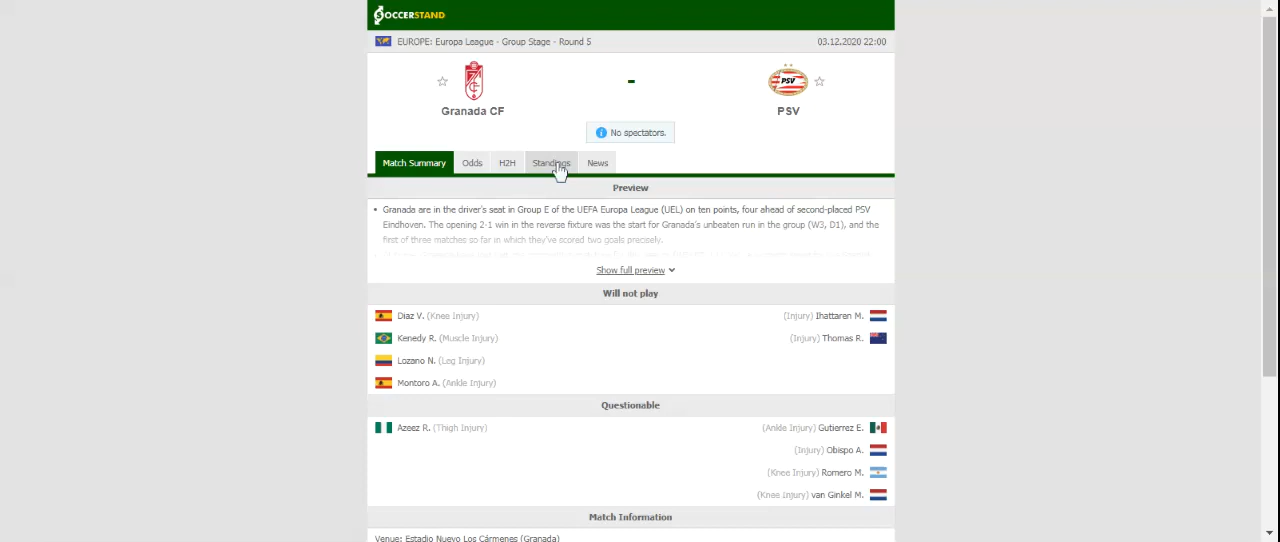 SOCCERSTAND
EUROPE: Europa League - Group Stage - Round 5 03.12.2020 22:00
-
Granada CF PSV
No spectators.
Match Summary Odds H2H Standings News
Preview
• Granada are in the driver's seat in Group E of the UEFA Europa League (UEL) on ten points, four ahead of second-placed PSV
Eindhoven. The opening 2-1 win in the reverse fixture was the start for Granada's unbeaten run in the group (W3, D1), and the
first of three matches so far in which they've scored two goals precisely.
Show full preview
Will not play
Diaz V. (Knee Injury) (Injury) Ihattaren M.
Kenedy R. (Muscle Injury) (Injury) Thomas R.
Lozano N. (Leg Injury)
Montoro A. (Ankle Injury)
Questionable
Azeez R. (Thigh Injury) (Ankle Injury) Gutierrez E.
(Injury) Obispo A.
(Knee Injury) Romero M.
(Knee Injury) van Ginkel M.
Match Information
Venue: Estadio Nuevo Los Cármenes (Granada)